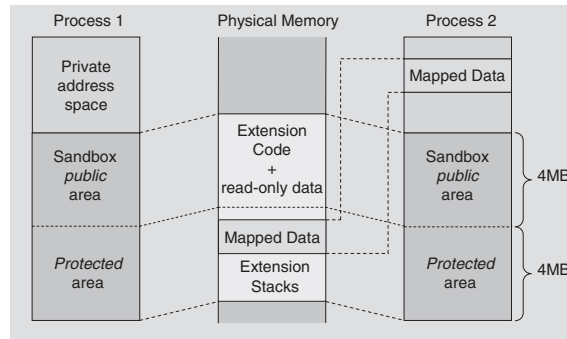 Process 1
Physical Memory
Process 2
Private
address
space
Mapped Data
Extension
Code
+
read-only data
Sandbox
public
area
Sandbox
public
area
4MB
Mapped Data
Protected
area
Extension
Stacks
Protected
area
4MB